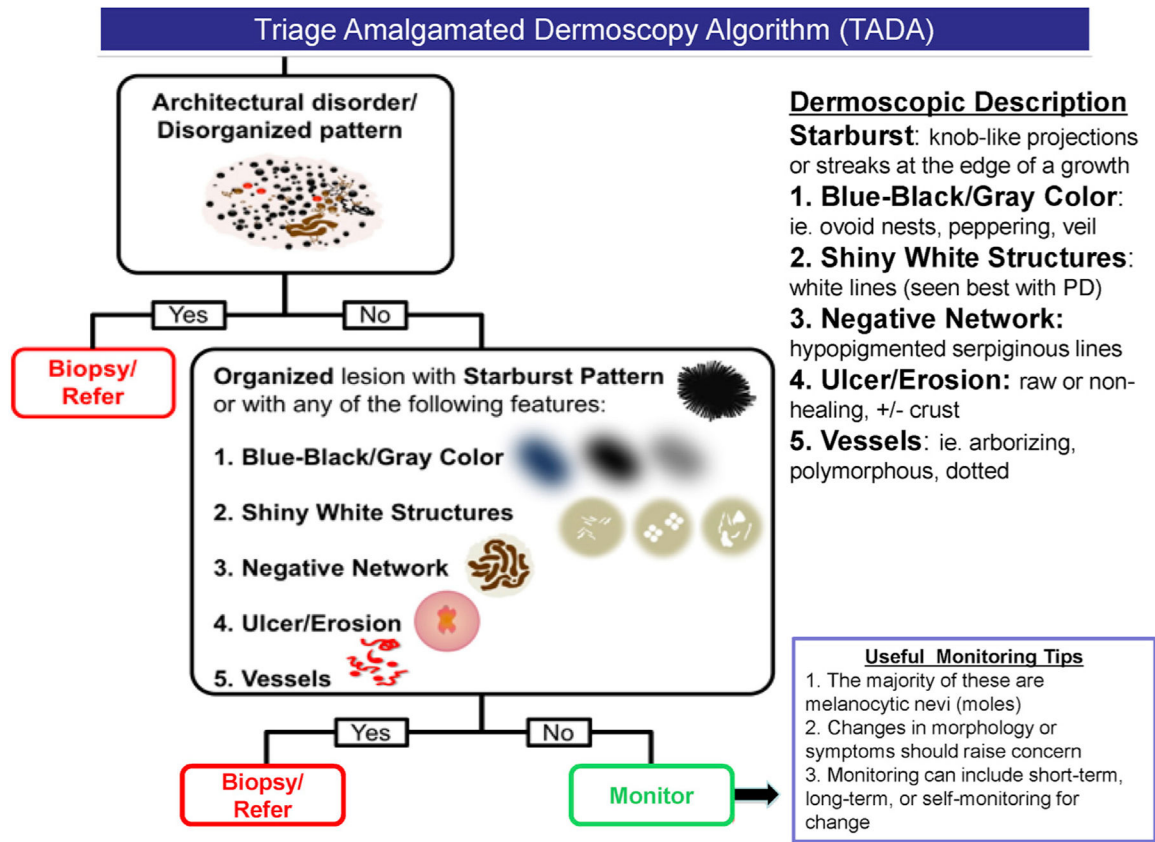 Triage Amalgamated Dermoscopy Algorithm (TADA)
Architectural disorder/
Disorganized pattern
Yes
No
Biopsy/
Refer
Organized lesion with Starburst Pattern
or with any of the following features:
1. Blue-Black/Gray Color
2. Shiny White Structures
3. Negative Network
4. Ulcer/Erosion
5. Vessels
Yes
No
Biopsy/
Refer
Monitor
Dermoscopic Description
Starburst: knob-like projections
or streaks at the edge of a growth
1. Blue-Black/Gray Color:
ie. ovoid nests, peppering, veil
2. Shiny White Structures:
white lines (seen best with PD)
3. Negative Network:
hypopigmented serpiginous lines
4. Ulcer/Erosion: raw or non-
healing, +/- crust
5. Vessels: ie. arborizing,
polymorphous, dotted
Useful Monitoring Tips
1. The majority of these are
melanocytic nevi (moles)
2. Changes in morphology or
symptoms should raise concern
3. Monitoring can include short-term,
long-term, or self-monitoring for
change